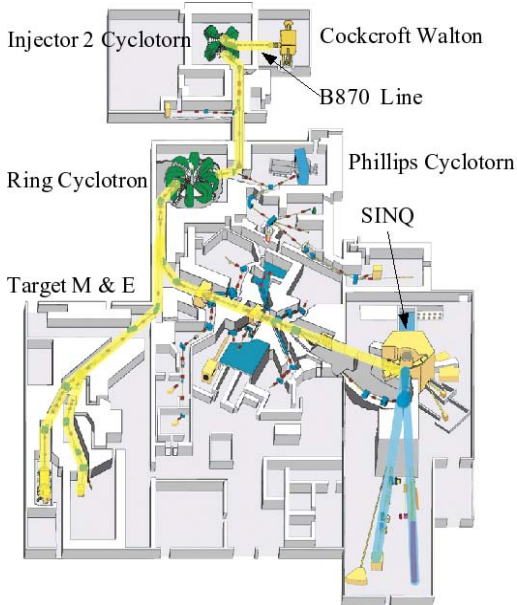 Injector 2 Cyclotorn
Cockcroft Walton
B870 Line
Ring Cyclotron
Phillips Cyclotorn
SINQ
Target M & E